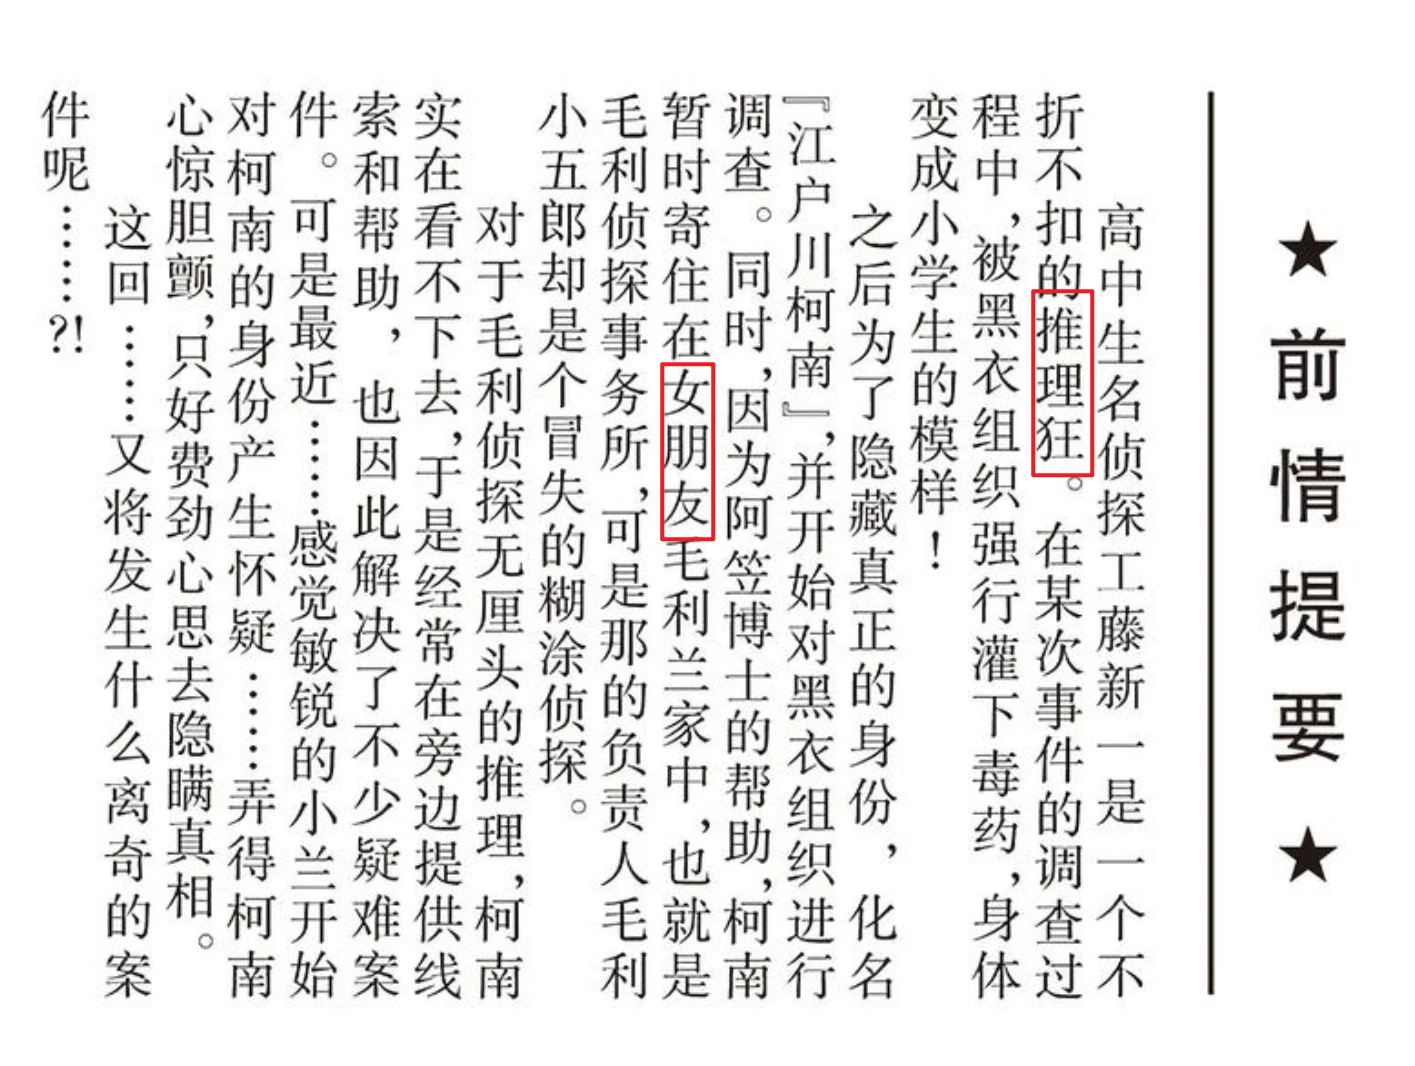 ★前情提要★
高中生名侦探工藤新一是一个不
折不扣的推理狂。在某次事件的调查过
程中，被黑衣组织强行灌下毒药，身体
变成小学生的模样！
之后为了隐藏真正的身份，化名
『江户川柯南』，并开始对黑衣组织进行
调查。同时，因为阿笠博士的帮助，柯南
暂时寄住在女朋友毛利兰家中，也就是
毛利侦探事务所，可是那的负责人毛利
小五郎却是个冒失的糊涂侦探。
对于毛利侦探无厘头的推理，柯南
实在看不下去，于是经常在旁边提供线
索和帮助，也因此解决了不少疑难案
件。可是最近……感觉敏锐的小兰开始
对柯南的身份产生怀疑……弄得柯南
心惊胆颤，只好费劲心思去隐瞒真相。
这回……又将发生什么离奇的案
件呢……?!